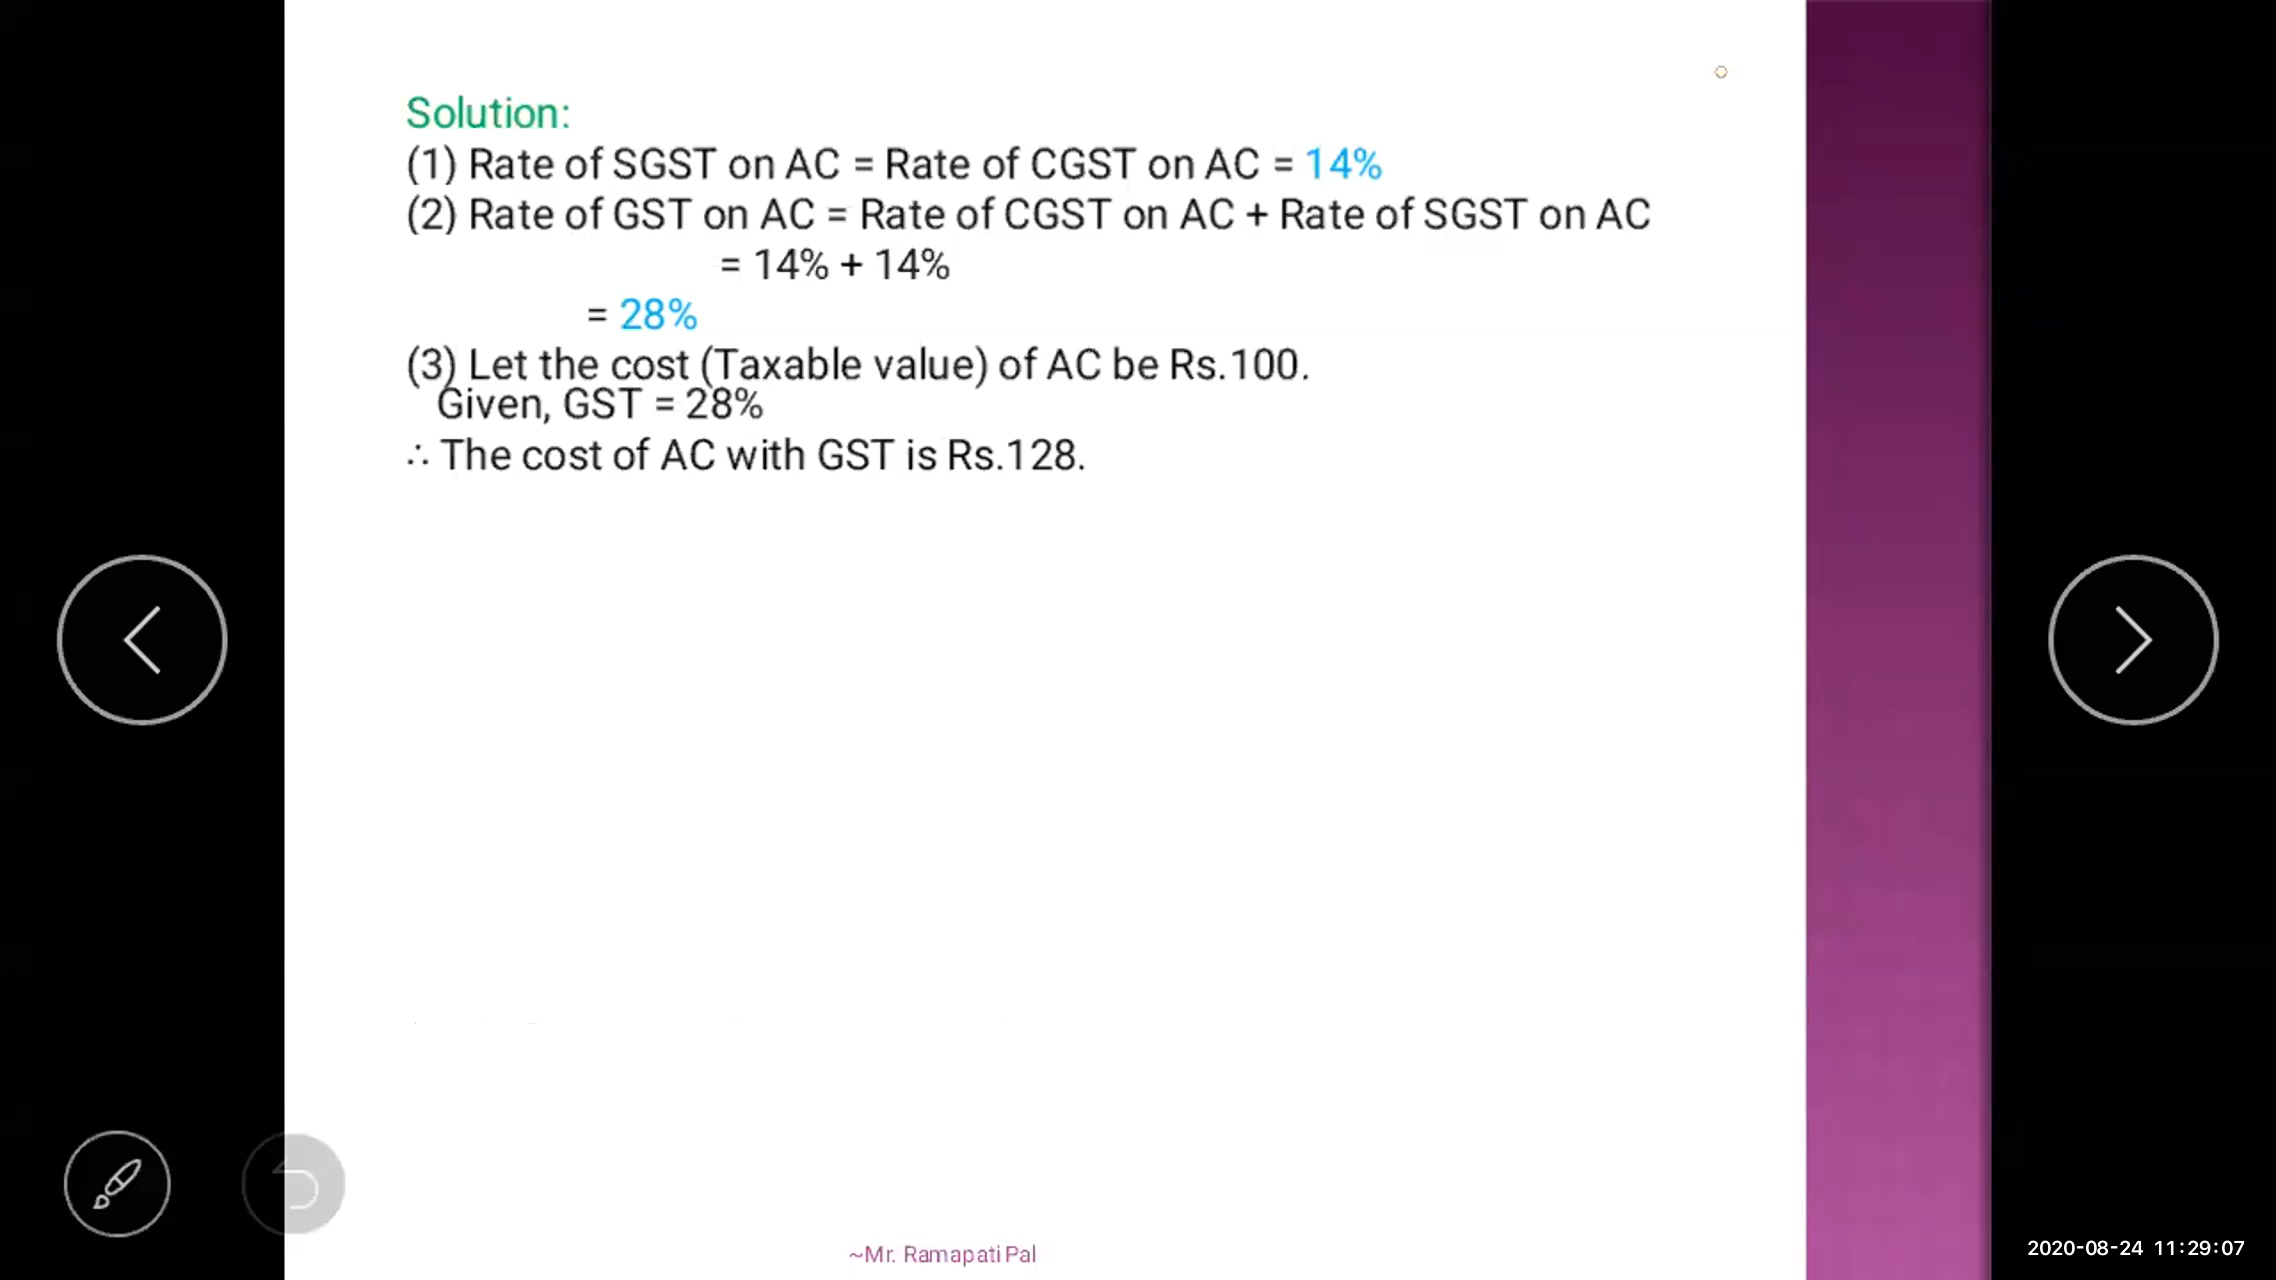 Solution:
(1) Rate of SGST on AC = Rate of CGST on AC = 14%
(2) Rate of GST on AC = Rate of CGST on AC + Rate of SGST on AC
= 14% + 14%
= 28%
(3) Let the cost (Taxable value) of AC be Rs.100.
Given, GST = 28%
∴ The cost of AC with GST is Rs.128.
~Mr. Ramapati Pal
2020-08-24 11:29:07